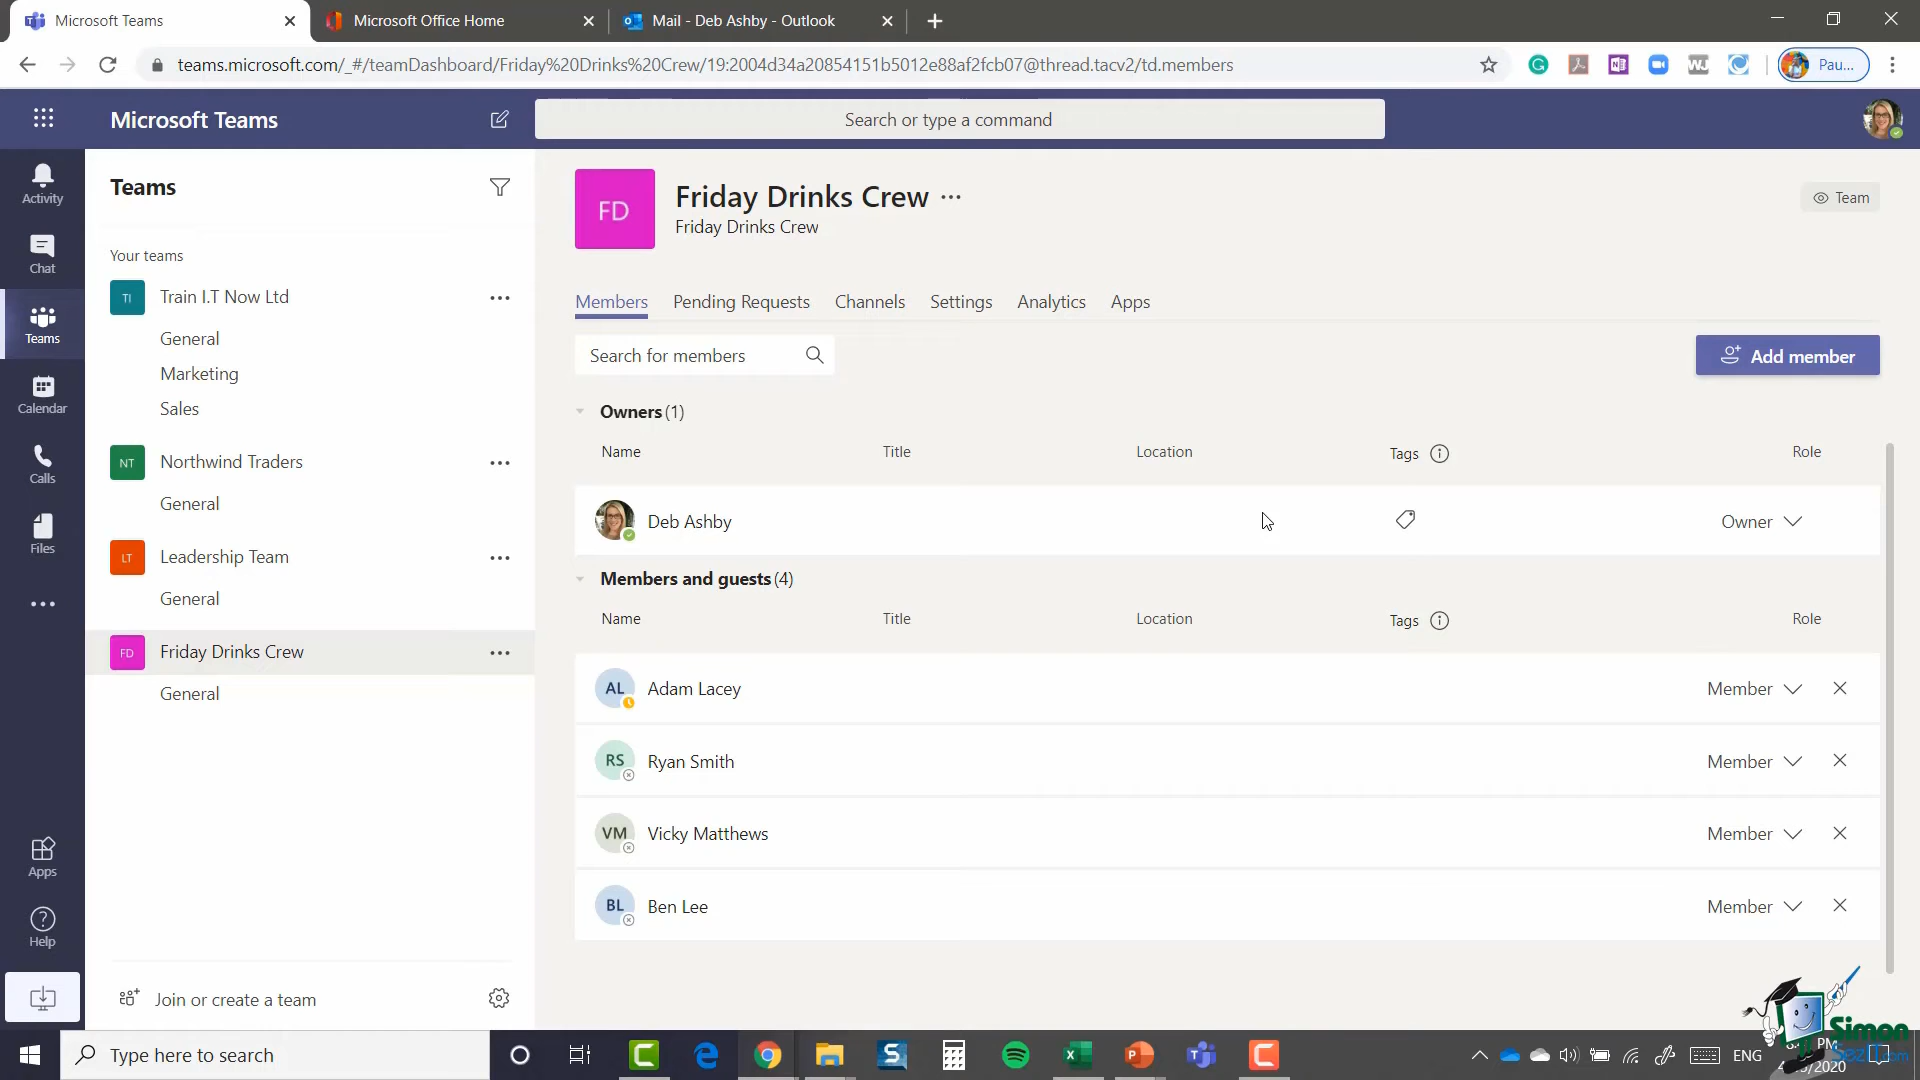 Microsoft Teams
Microsoft Office Home
Mail - Deb Ashby - Outlook
teams.microsoft.com/_#/teamDashboard/Friday%20Drinks%20Crew/19:2004d34a20854151b5012e88af2fcb07@thread.tacv2/td.members
Pau...
Microsoft Teams
Search or type a command
Activity
Chat
Teams
Calendar
Calls
Files
Apps
Help
Teams
Your teams
TI Train I.T Now Ltd
General
Marketing
Sales
NT Northwind Traders
General
LT Leadership Team
General
FD Friday Drinks Crew
General
Join or create a team
FD
Friday Drinks Crew
Friday Drinks Crew
Team
Members Pending Requests Channels Settings Analytics Apps
Search for members
Add member
Owners (1)
Name Title Location Tags Role
Deb Ashby Owner
Members and guests (4)
Name Title Location Tags Role
AL Adam Lacey Member
RS Ryan Smith Member
VM Vicky Matthews Member
BL Ben Lee Member
Type here to search
ENG
PM
2020
Simon
Sez IT.com